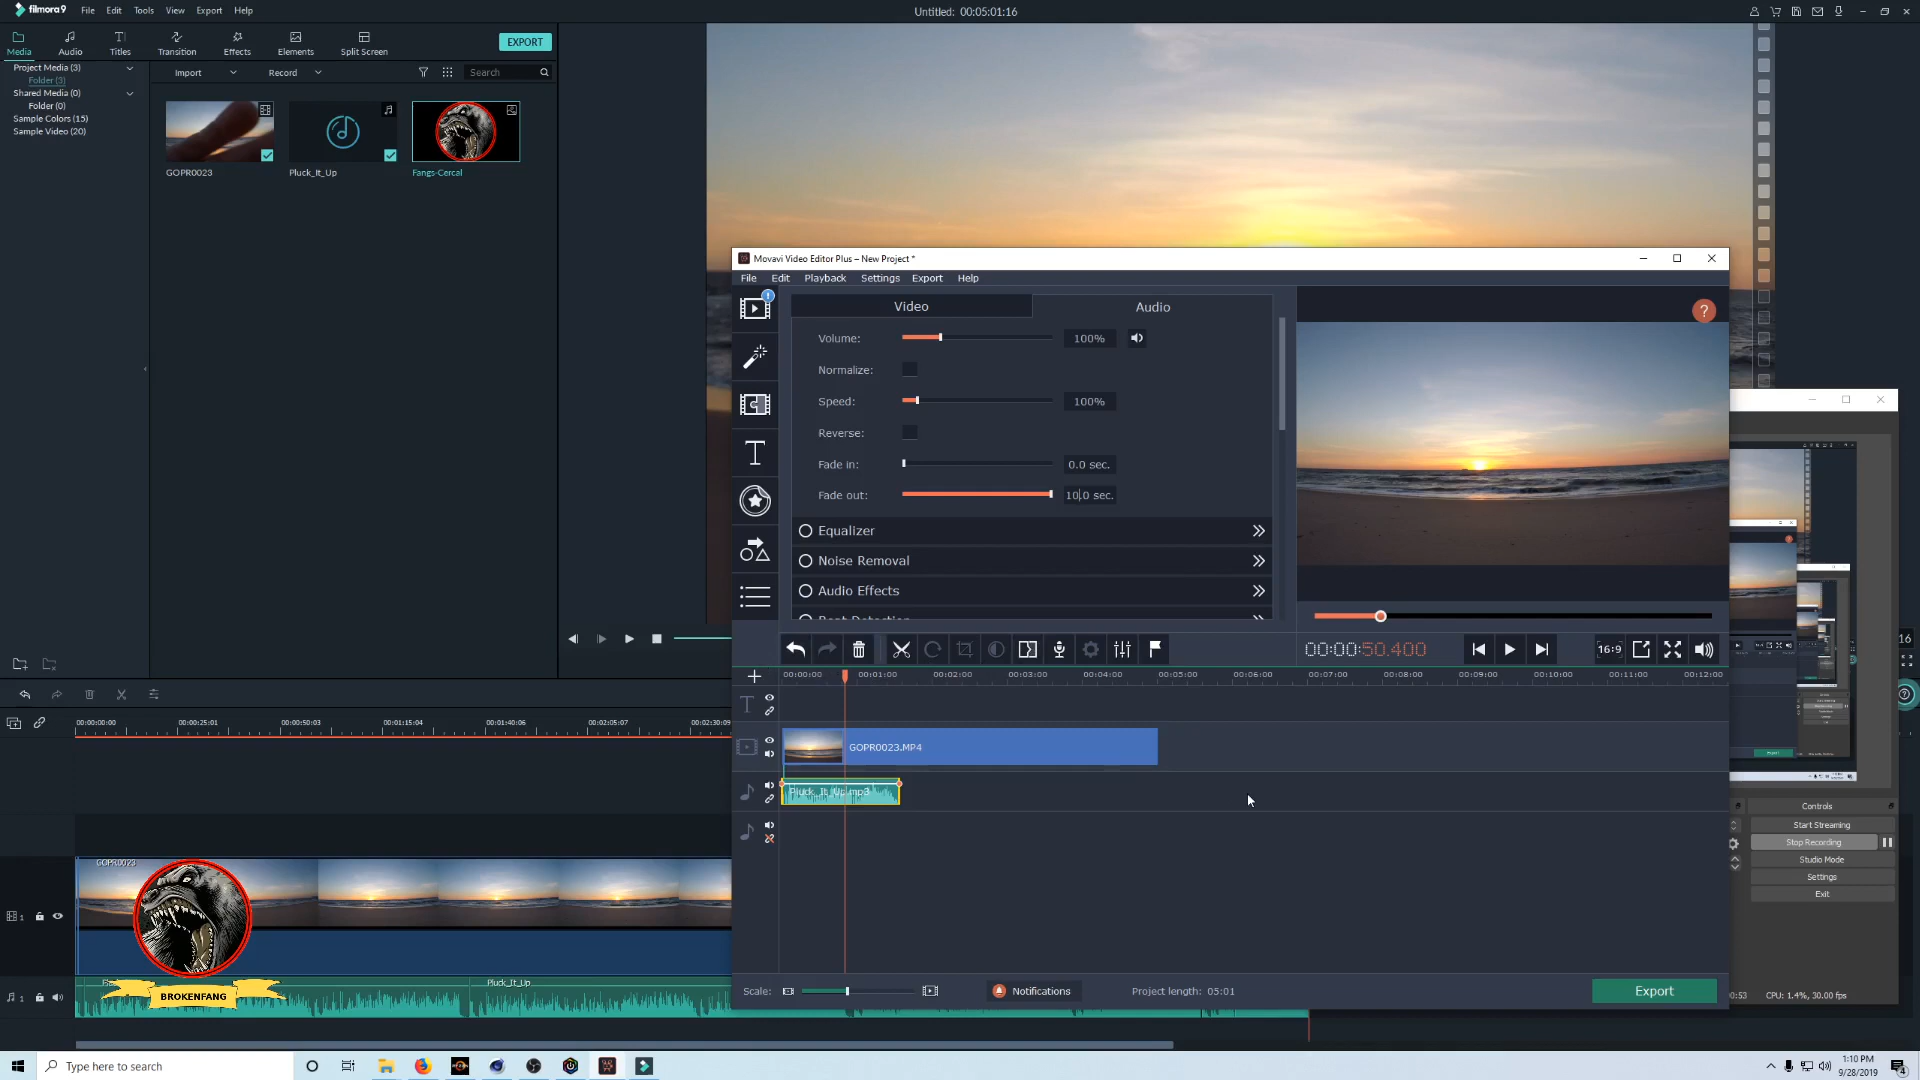 filmora9 File Edit Tools View Export Help
Untitled: 00:05:01:16
Media Audio Titles Transition Effects Elements Split Screen
EXPORT
Project Media (3)
Folder (3)
Shared Media (0)
Folder (0)
Sample Colors (15)
Sample Video (20)
Import Record Search
GOPR0023 Pluck_It_Up Fangs-Cercal
Movavi Video Editor Plus – New Project *
File Edit Playback Settings Export Help
Video Audio
Volume: 100%
Normalize:
Speed: 100%
Reverse:
Fade in: 0.0 sec.
Fade out: 10.0 sec.
Equalizer
Noise Removal
Audio Effects
?
00:00:50.400
16:9
00:00:00 00:01:00 00:02:00 00:03:00 00:04:00 00:05:00 00:06:00 00:07:00 00:08:00 00:09:00 00:10:00 00:11:00 00:12:00
GOPR0023.MP4
Pluck_It_Up.mp3
Scale: Notifications Project length: 05:01 Export
00:00:00:00 00:00:25:01 00:00:50:03 00:01:15:04 00:01:40:06 00:02:05:07 00:02:30:09
GOPR0023
1
1
Pluck_It_Up
BROKENFANG
16
Controls
Start Streaming
Stop Recording
Studio Mode
Settings
Exit
0:53 CPU: 1.4%, 30.00 fps
Type here to search
1:10 PM
9/28/2019
4